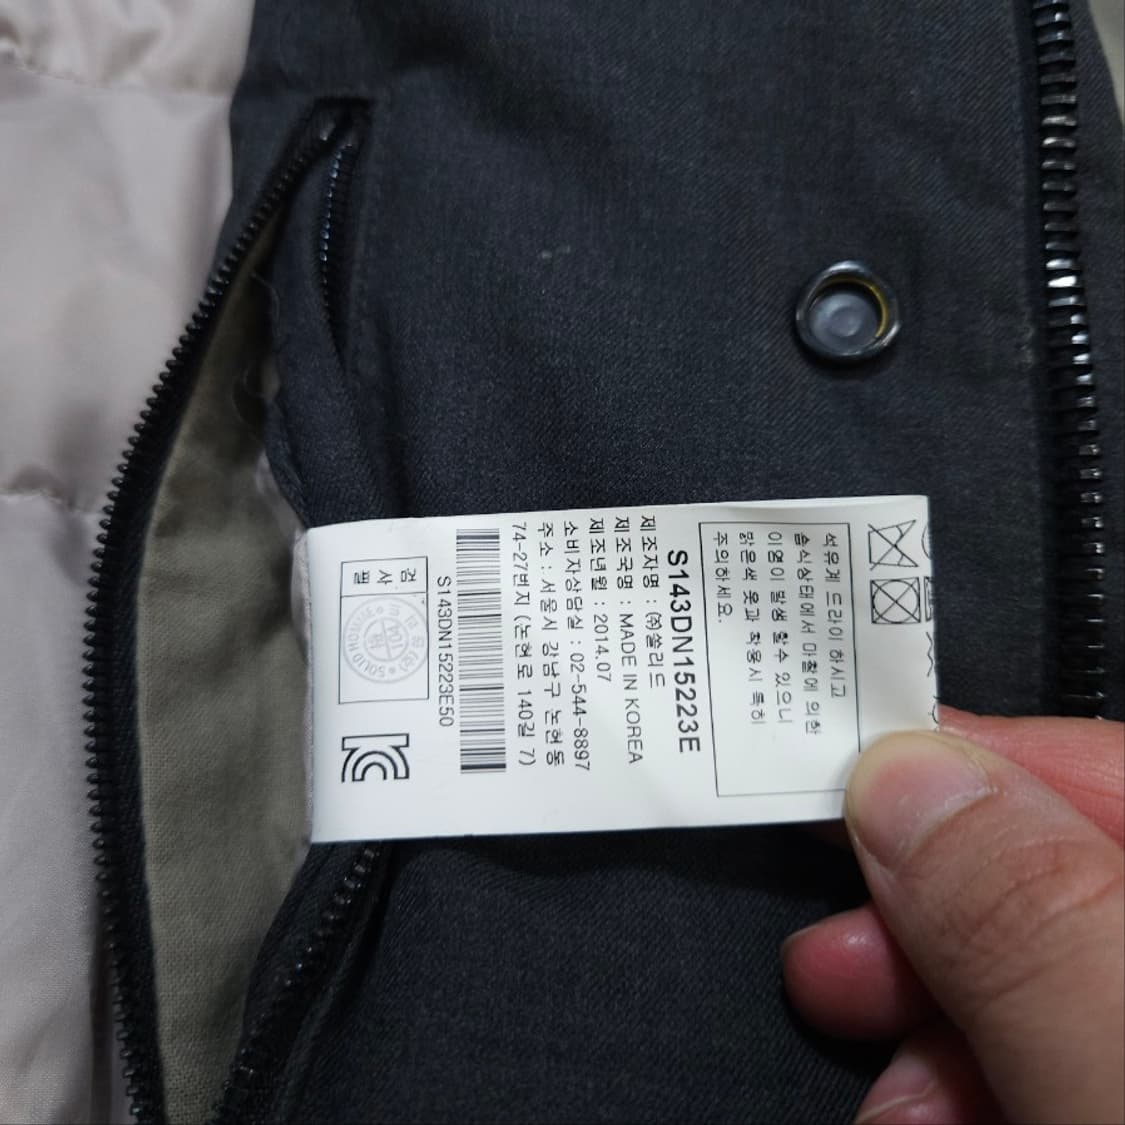 석유계 드라이 하시고
습식상태에서 마찰에 의한
이염이 발생 할수 있으니
맑은색 옷과 착용시 특히
주의하세요.
S143DN15223E
제조자명 : ㈜쏠리드
제조국명 : MADE IN KOREA
제조년월 : 2014.07
소비자상담실 : 02-544-8897
주소 : 서울시 강남구 논현동
74-27번지 (논현로 140길 7)
S143DN15223E50
검사필
SOLID HOMME